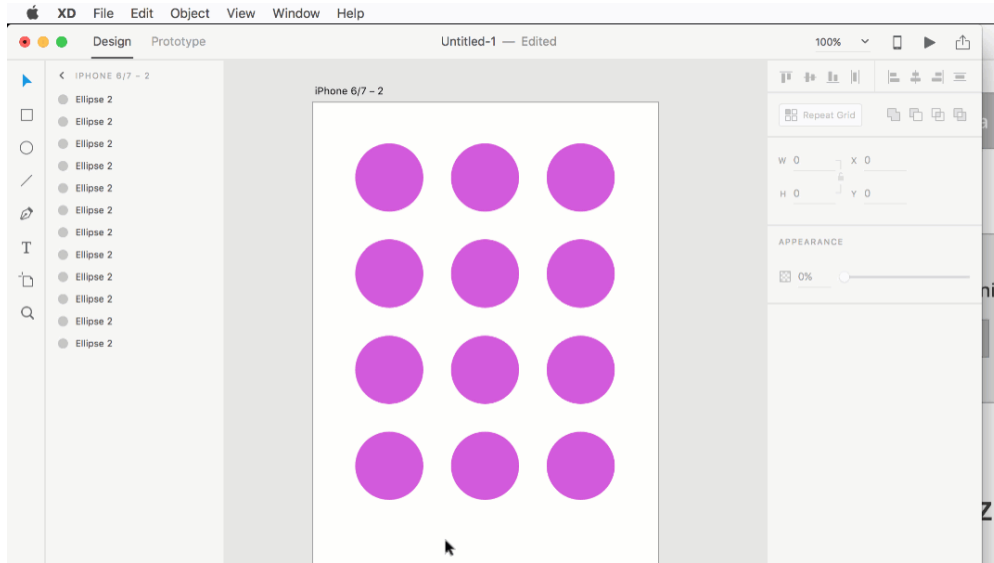 XD File Edit Object View Window Help
Design Prototype Untitled-1 — Edited 100%
IPHONE 6/7 – 2
Ellipse 2
Ellipse 2
Ellipse 2
Ellipse 2
Ellipse 2
Ellipse 2
Ellipse 2
Ellipse 2
Ellipse 2
Ellipse 2
Ellipse 2
Ellipse 2
T
iPhone 6/7 – 2
Repeat Grid
W 0 X 0
H 0 Y 0
APPEARANCE
0%
a
ni
Z